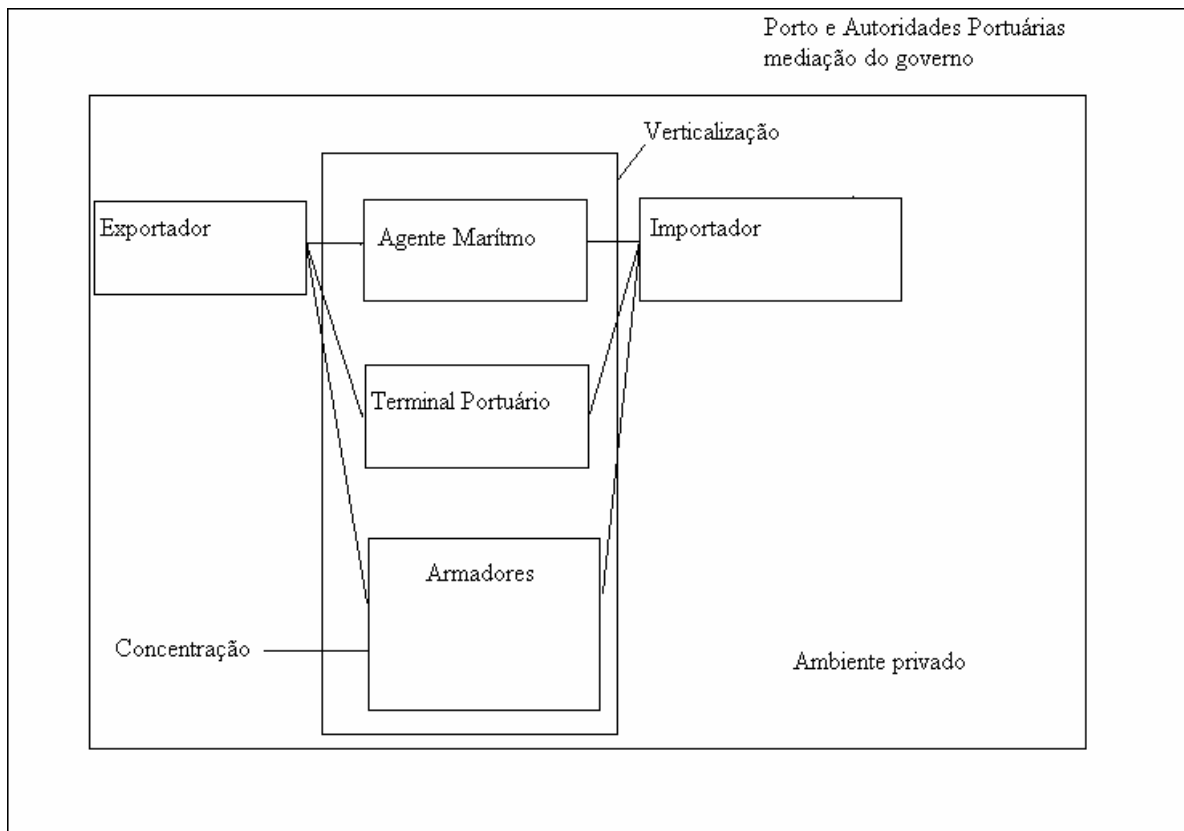 Porto e Autoridades Portuárias
mediação do governo
Verticalização
Exportador
Agente Marítmo
Importador
Terminal Portuário
Armadores
Concentração
Ambiente privado